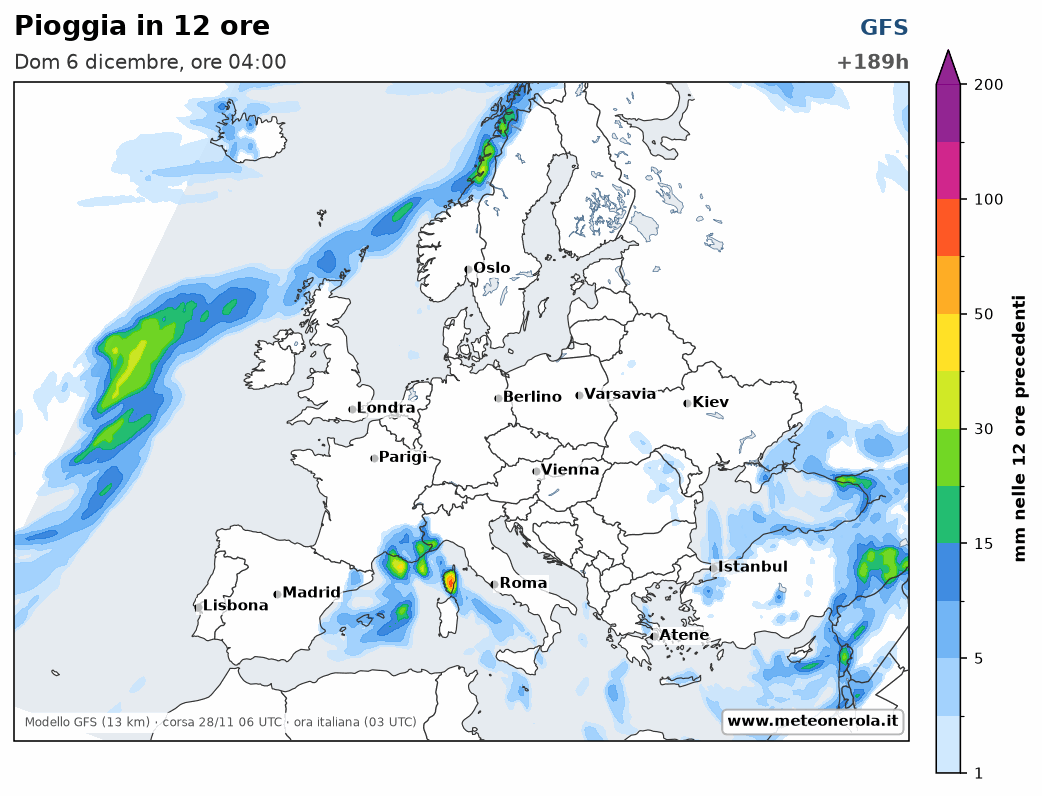 Pioggia in 12 ore
GFS
Dom 6 dicembre, ore 04:00
+189h
200
100
50
30
15
5
1
mm nelle 12 ore precedenti
Oslo
Berlino
Varsavia
Kiev
Londra
Parigi
Vienna
Istanbul
Madrid
Roma
Lisbona
Atene
Modello GFS (13 km) · corsa 28/11 06 UTC · ora italiana (03 UTC)
www.meteonerola.it